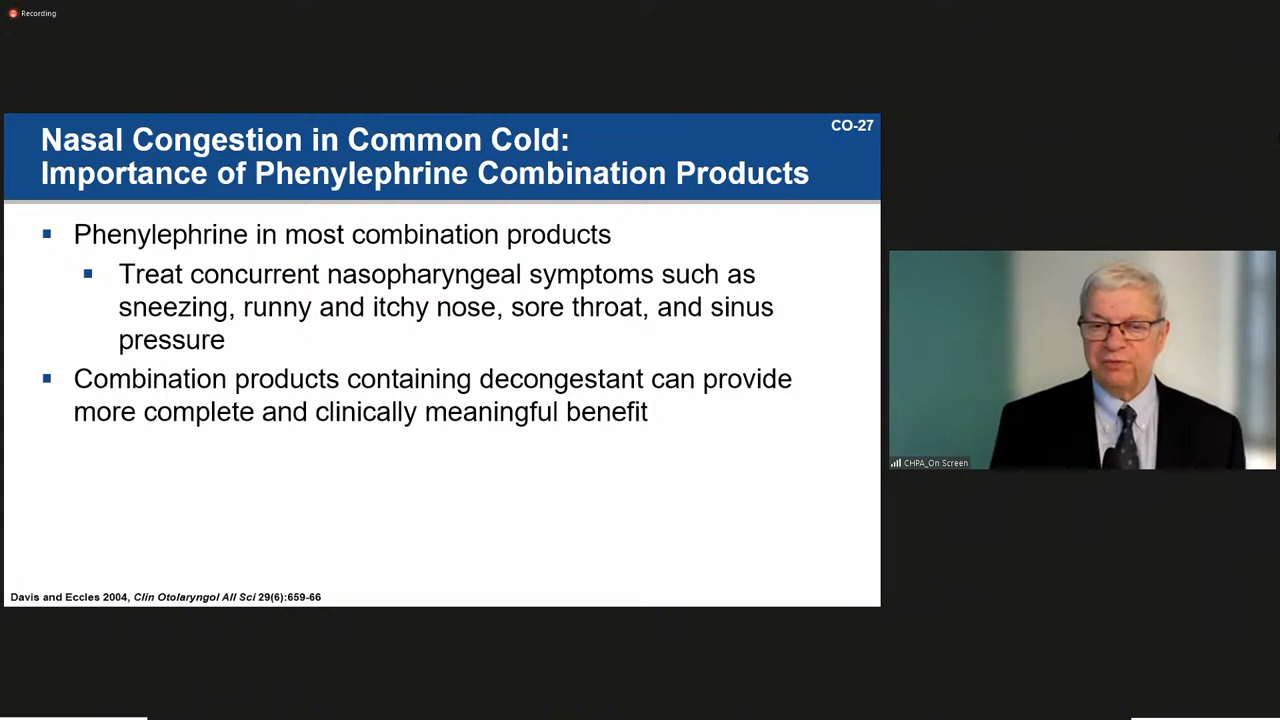 Recording
CO-27
Nasal Congestion in Common Cold:
Importance of Phenylephrine Combination Products
▪ Phenylephrine in most combination products
▪ Treat concurrent nasopharyngeal symptoms such as
sneezing, runny and itchy nose, sore throat, and sinus
pressure
▪ Combination products containing decongestant can provide
more complete and clinically meaningful benefit
Davis and Eccles 2004, Clin Otolaryngol All Sci 29(6):659-66
CHPA_On Screen